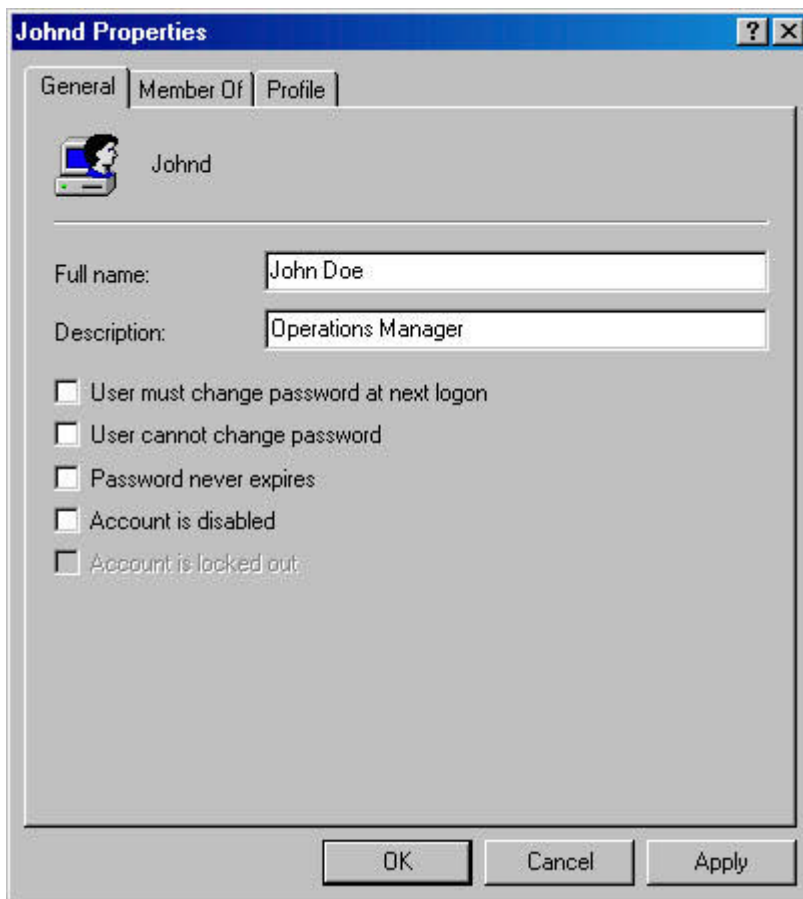 Johnd Properties
General Member Of Profile
Johnd
Full name: John Doe
Description: Operations Manager
User must change password at next logon
User cannot change password
Password never expires
Account is disabled
Account is locked out
OK Cancel Apply